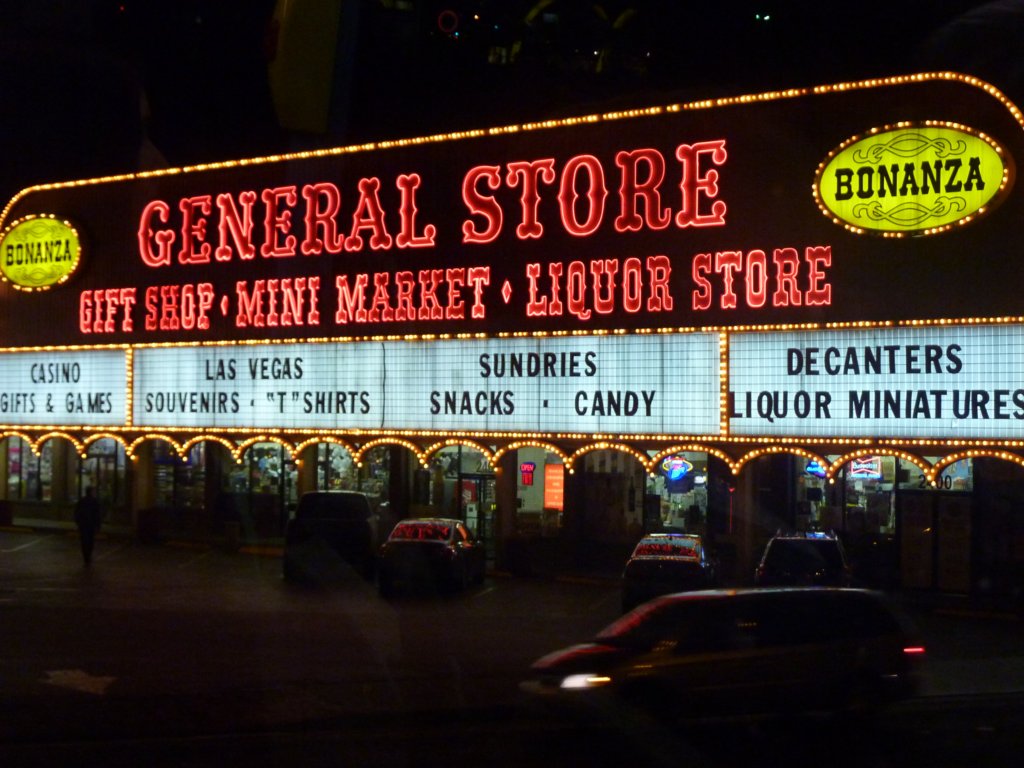 GENERAL STORE
BONANZA
BONANZA
GIFT SHOP · MINI MARKET · LIQUOR STORE
CASINO
GIFTS & GAMES
LAS VEGAS
SOUVENIRS · "T" SHIRTS
SUNDRIES
SNACKS · CANDY
DECANTERS
LIQUOR MINIATURES
OPEN
Budweiser